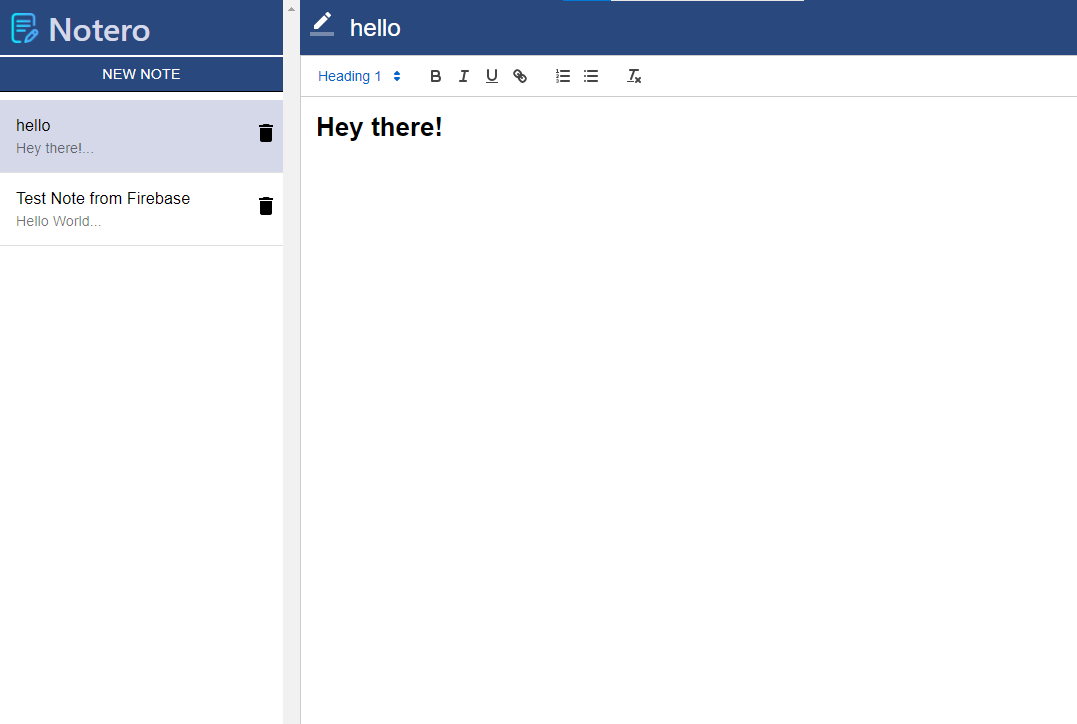 Notero
NEW NOTE
hello
Hey there!...
Test Note from Firebase
Hello World...
hello
Heading 1
Hey there!